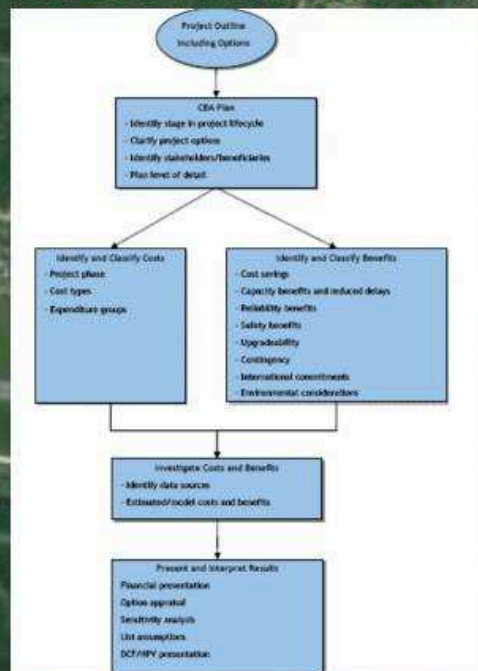 Project Outline
Including Options
CBA Plan
- Identify stage in project lifecycle
- Clarify project options
- Identify stakeholders/beneficiaries
- Plan level of detail
Identify and Classify Costs
- Project phase
- Cost types
- Expenditure groups
Identify and Classify Benefits
- Cost savings
- Capacity benefits and reduced delays
- Reliability benefits
- Safety benefits
- Upgradeability
- Contingency
- International commitments
- Environmental considerations
Investigate Costs and Benefits
- Identify data sources
- Estimated/model costs and benefits
Present and Interpret Results
Financial presentation
Option appraisal
Sensitivity analysis
List assumptions
DCF/NPV presentation